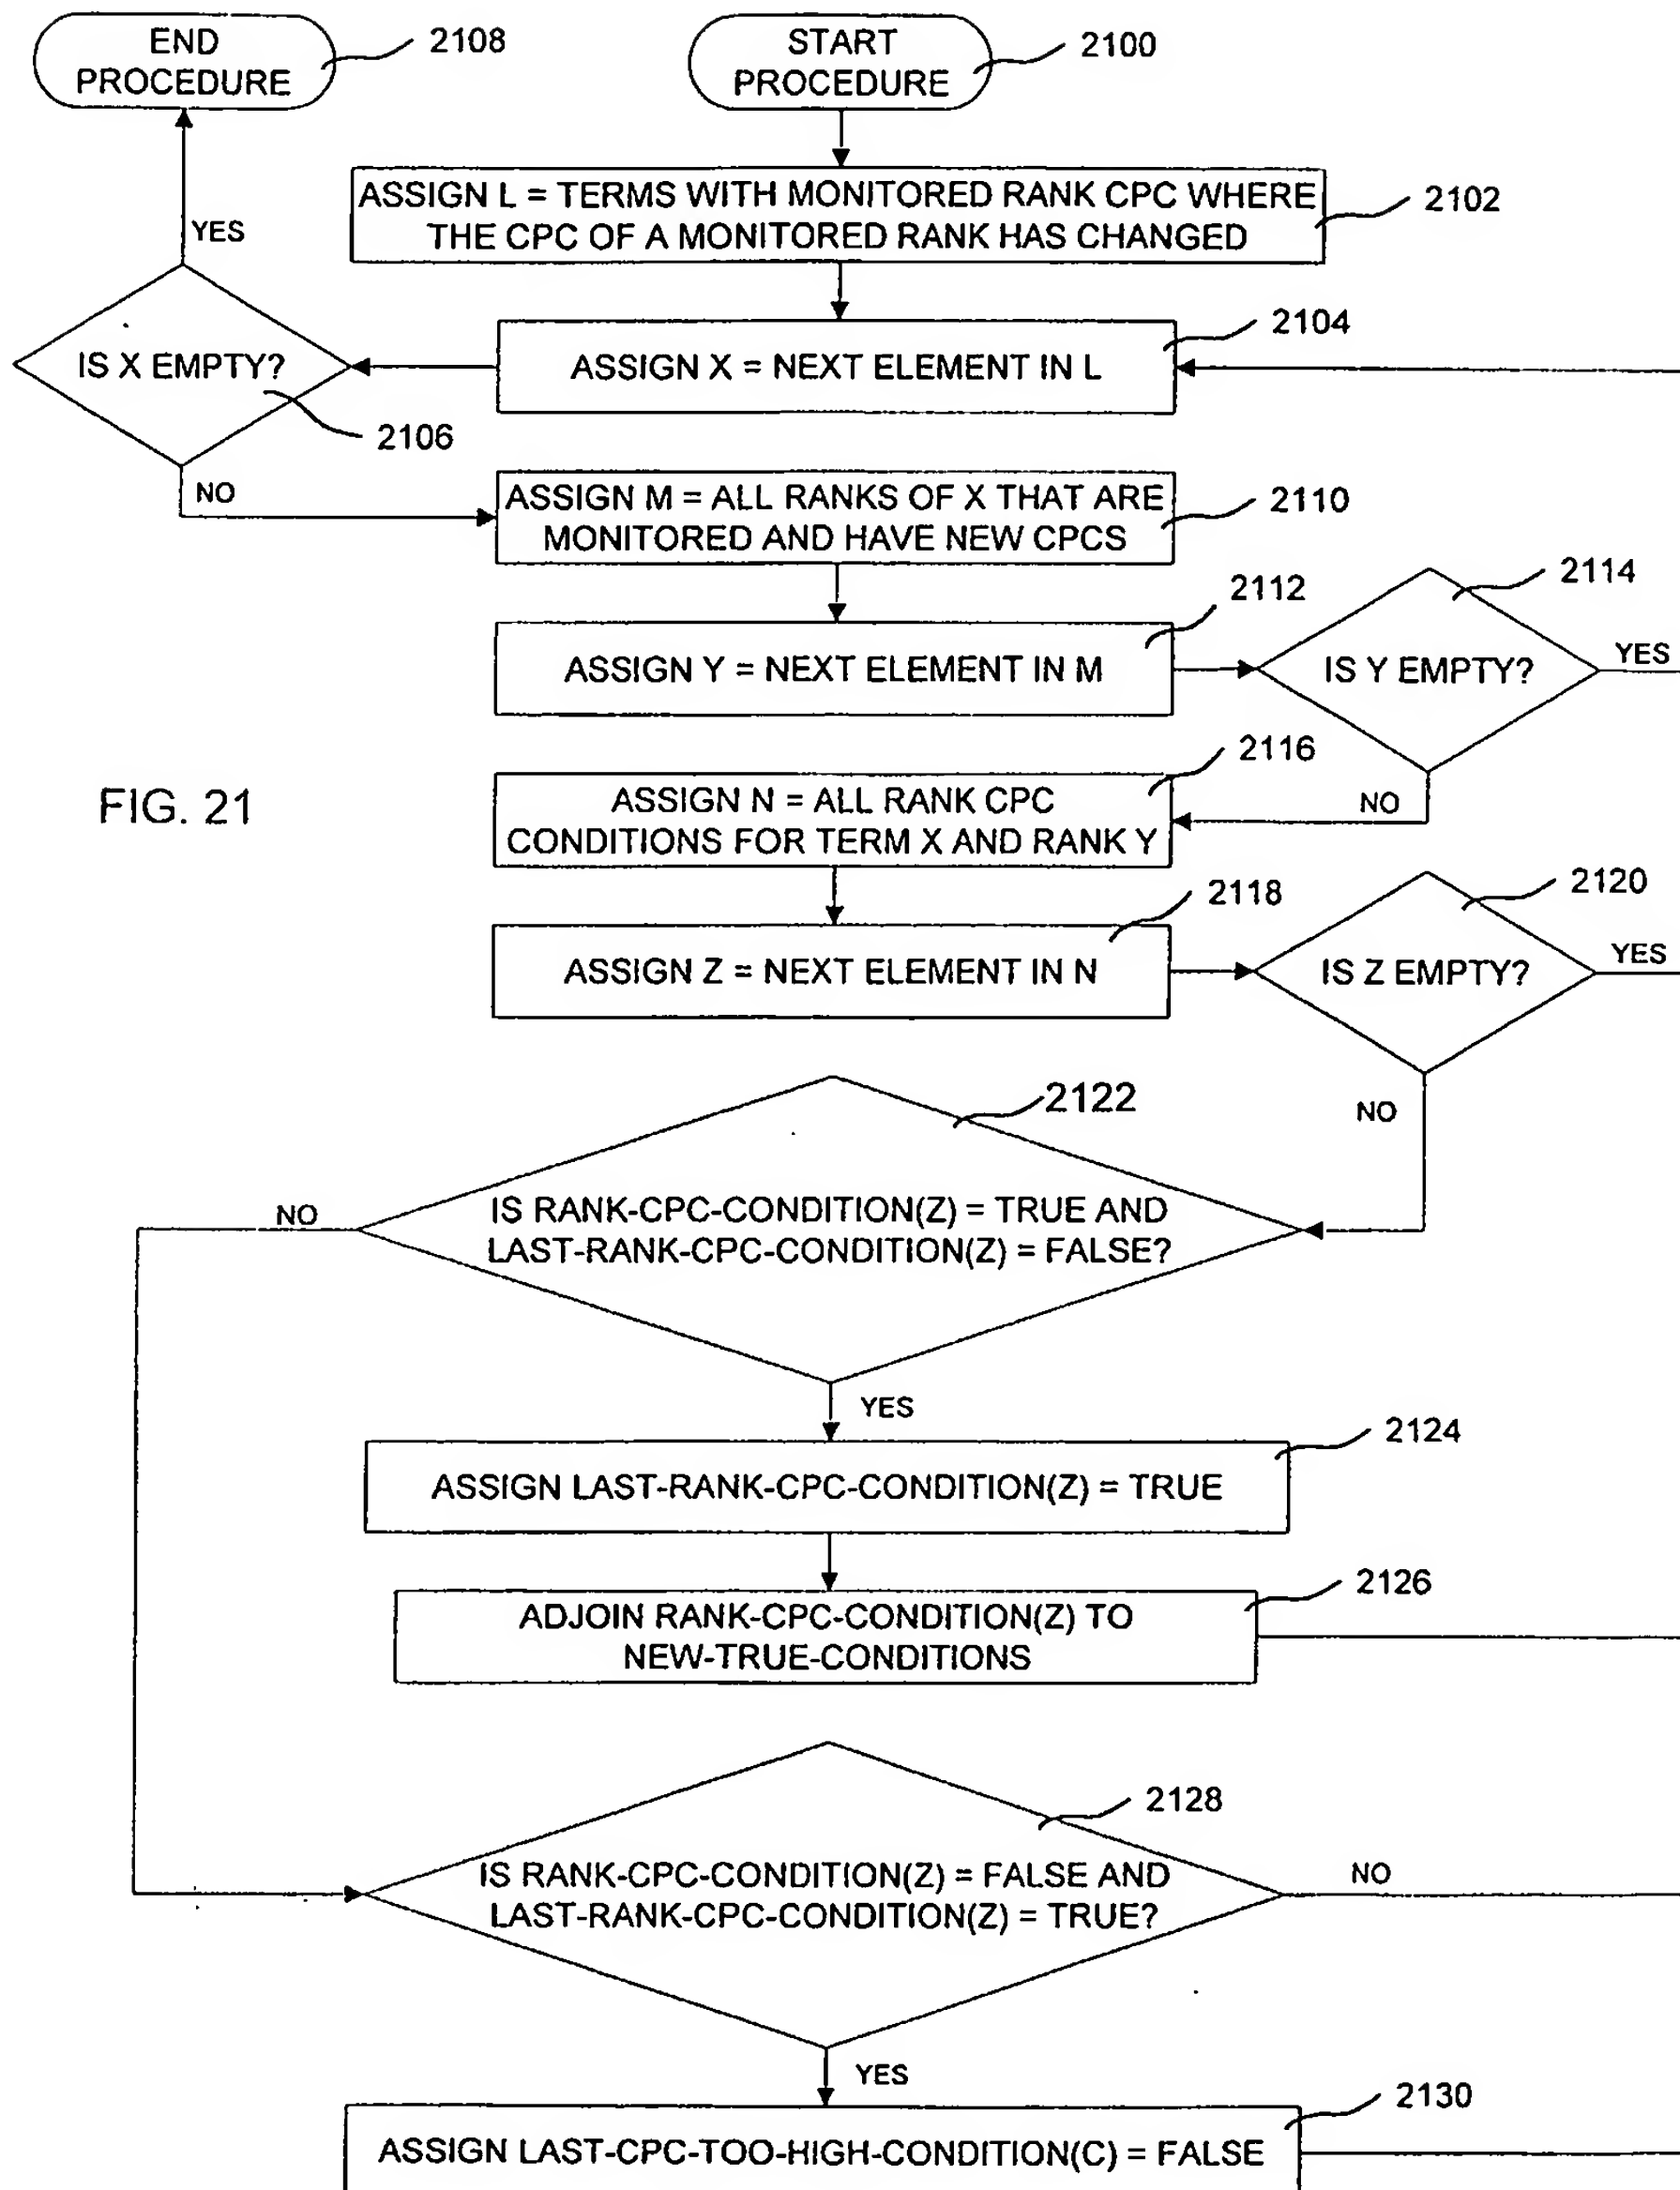 END
PROCEDURE
2108
START
PROCEDURE
2100
ASSIGN L = TERMS WITH MONITORED RANK CPC WHERE
THE CPC OF A MONITORED RANK HAS CHANGED
2102
YES
2104
ASSIGN X = NEXT ELEMENT IN L
IS X EMPTY?
2106
NO
ASSIGN M = ALL RANKS OF X THAT ARE
MONITORED AND HAVE NEW CPCS
2110
2112
ASSIGN Y = NEXT ELEMENT IN M
2114
IS Y EMPTY?
YES
NO
FIG. 21
2116
ASSIGN N = ALL RANK CPC
CONDITIONS FOR TERM X AND RANK Y
2118
ASSIGN Z = NEXT ELEMENT IN N
2120
IS Z EMPTY?
YES
NO
2122
IS RANK-CPC-CONDITION(Z) = TRUE AND
LAST-RANK-CPC-CONDITION(Z) = FALSE?
NO
YES
2124
ASSIGN LAST-RANK-CPC-CONDITION(Z) = TRUE
2126
ADJOIN RANK-CPC-CONDITION(Z) TO
NEW-TRUE-CONDITIONS
2128
IS RANK-CPC-CONDITION(Z) = FALSE AND
LAST-RANK-CPC-CONDITION(Z) = TRUE?
NO
YES
2130
ASSIGN LAST-CPC-TOO-HIGH-CONDITION(C) = FALSE